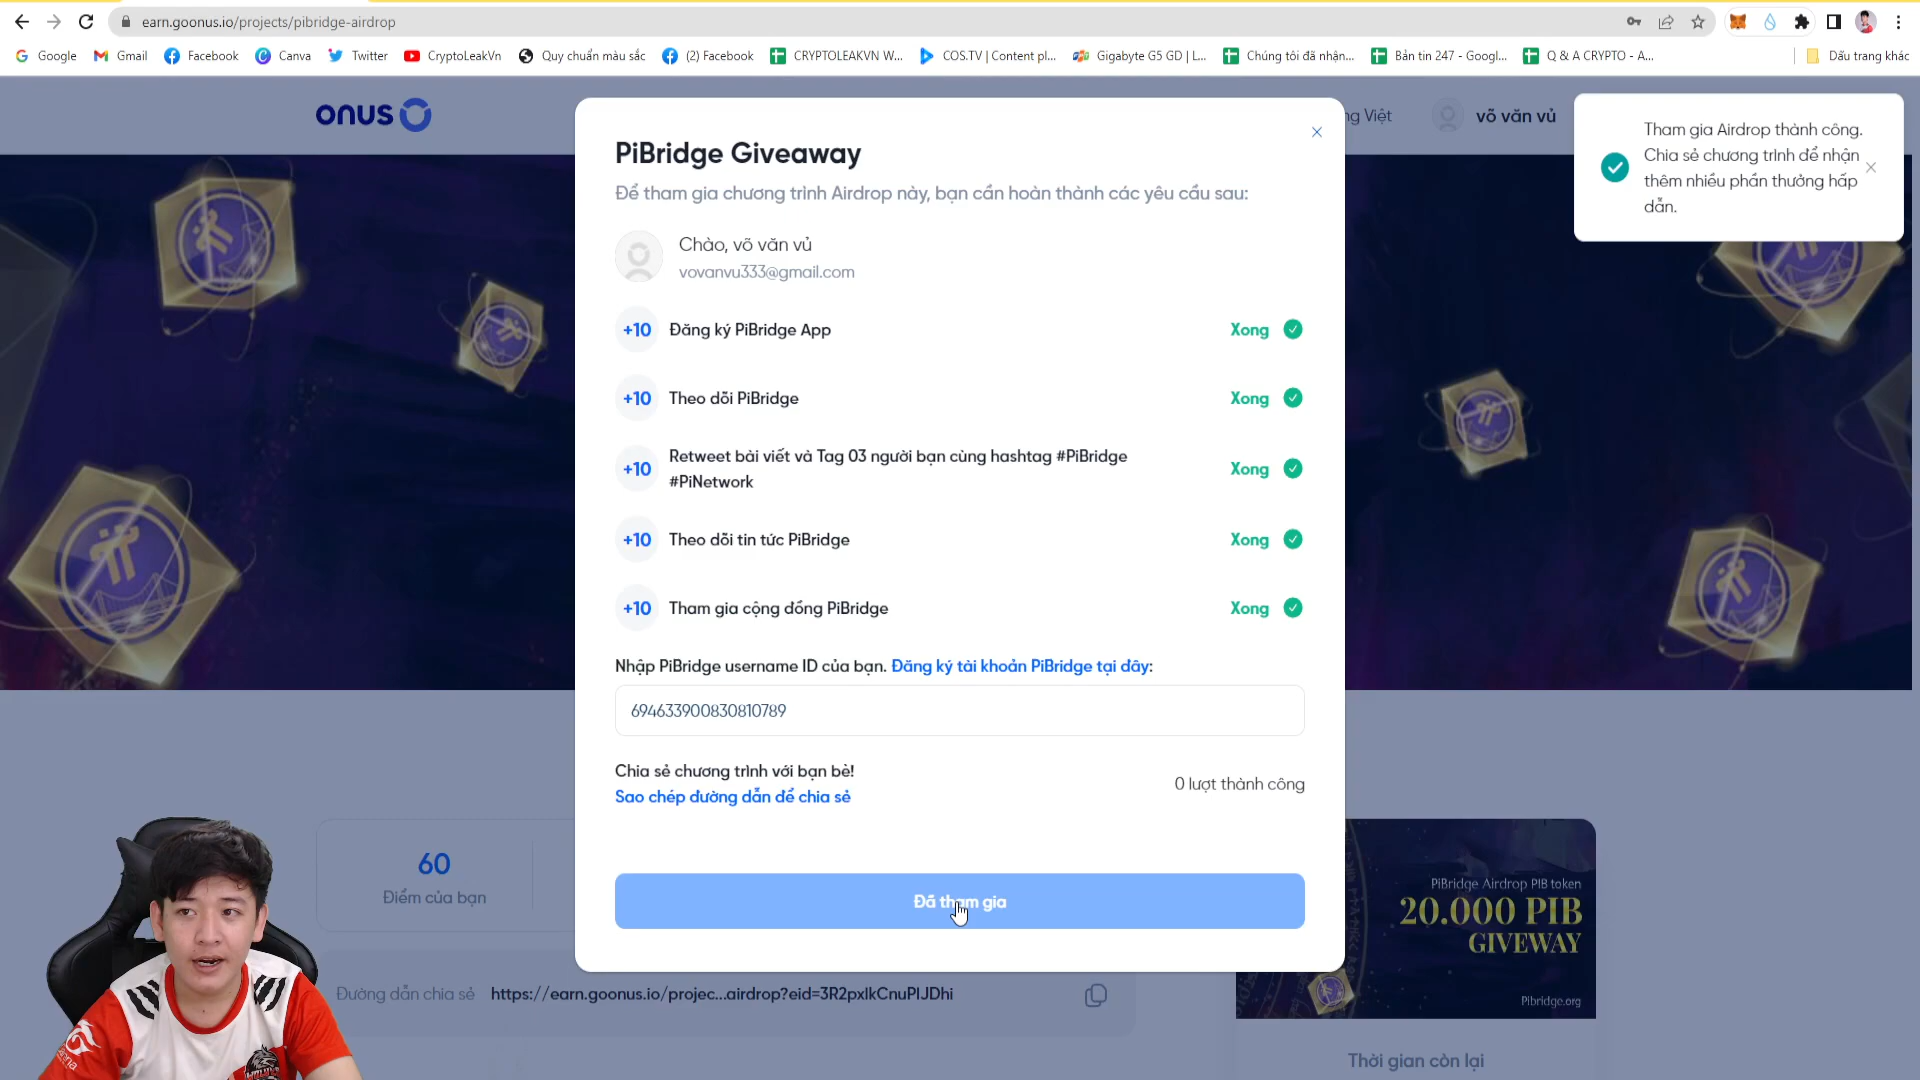 earn.goonus.io/projects/pibridge-airdrop
Google
Gmail
Facebook
Canva
Twitter
CryptoLeakVn
Quy chuẩn màu sắc
(2) Facebook
CRYPTOLEAKVN W...
COS.TV | Content pl...
Gigabyte G5 GD | L...
Chúng tôi đã nhận...
Bản tin 247 - Googl...
Q & A CRYPTO - A...
Dấu trang khác
onus
ng Việt
võ văn vủ
Tham gia Airdrop thành công.
Chia sẻ chương trình để nhận
thêm nhiều phần thưởng hấp
dẫn.
PiBridge Giveaway
Để tham gia chương trình Airdrop này, bạn cần hoàn thành các yêu cầu sau:
Chào, võ văn vủ
vovanvu333@gmail.com
+10 Đăng ký PiBridge App Xong
+10 Theo dõi PiBridge Xong
+10 Retweet bài viết và Tag 03 người bạn cùng hashtag #PiBridge
#PiNetwork Xong
+10 Theo dõi tin tức PiBridge Xong
+10 Tham gia cộng đồng PiBridge Xong
Nhập PiBridge username ID của bạn. Đăng ký tài khoản PiBridge tại đây:
694633900830810789
Chia sẻ chương trình với bạn bè!
Sao chép đường dẫn để chia sẻ
0 lượt thành công
Đã tham gia
60
Điểm của bạn
Đường dẫn chia sẻ https://earn.goonus.io/projec...airdrop?eid=3R2pxlkCnuPIJDhi
PiBridge Airdrop PIB token
20.000 PIB
GIVEWAY
Pibridge.org
Thời gian còn lại